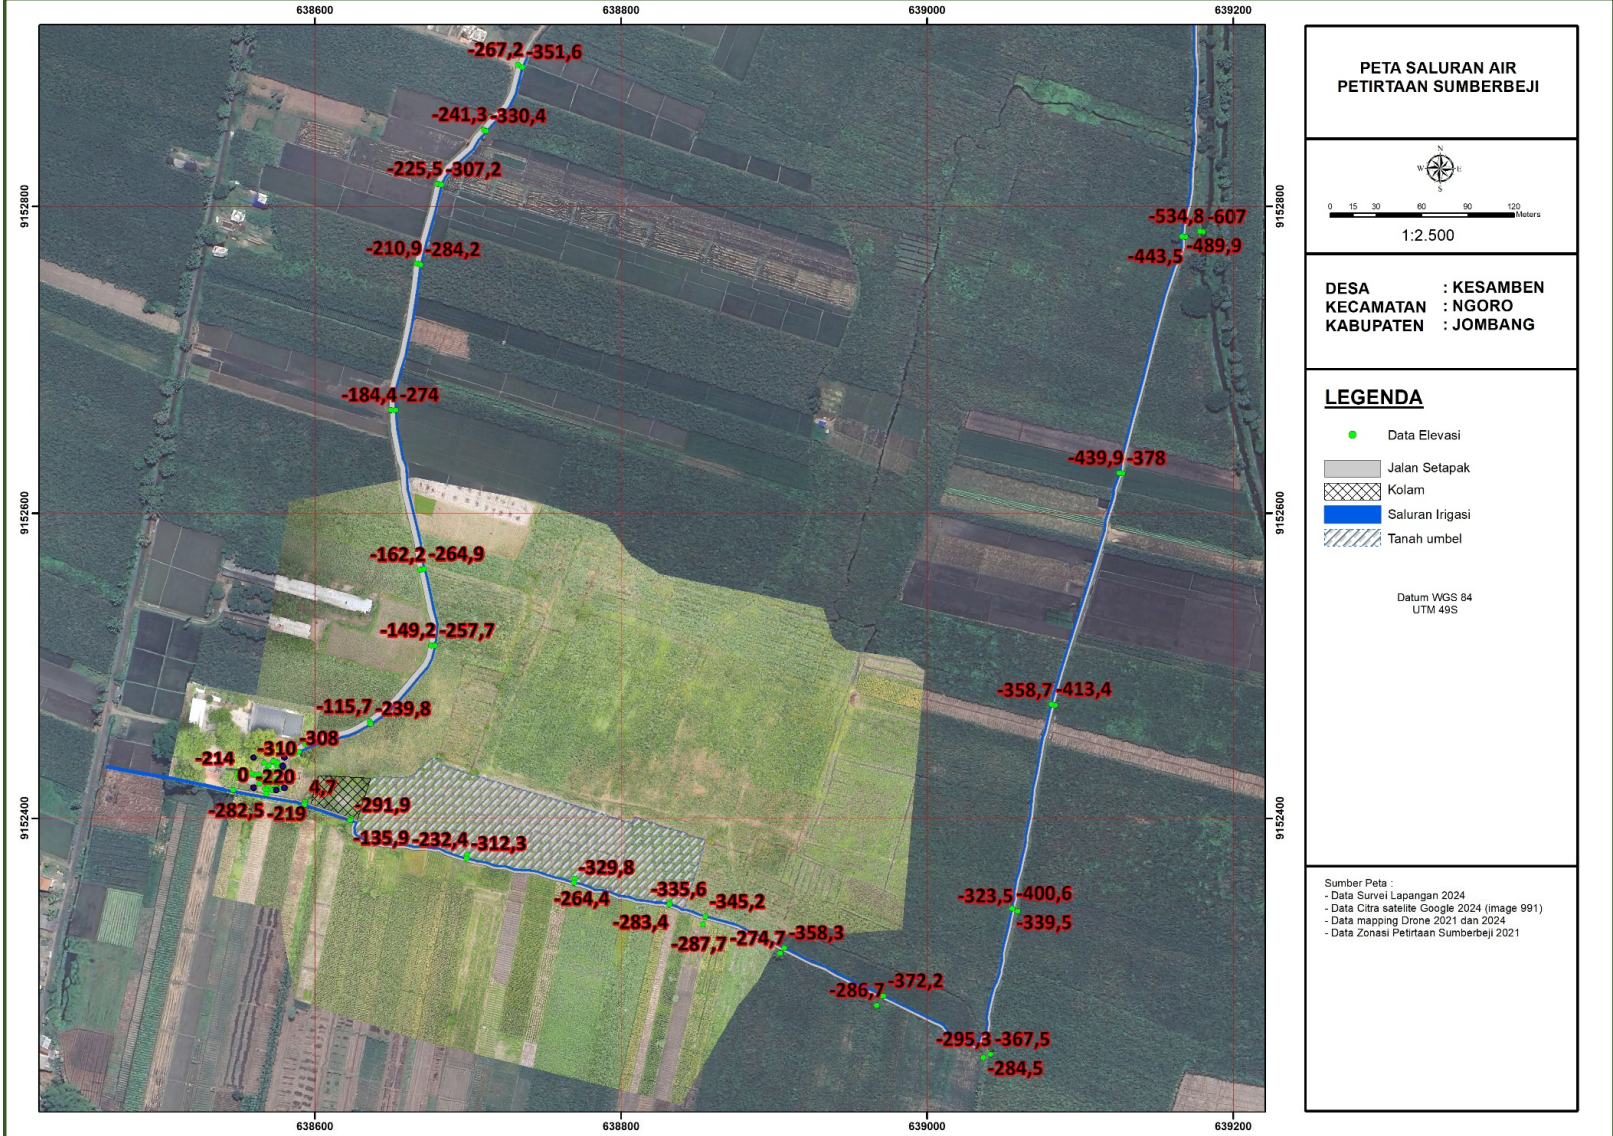 638600 638800 639000 639200
-267,2 -351,6
-241,3 -330,4
-225,5 -307,2
9152800 9152800
-534,8 -607
-210,9 -284,2
-443,5 -489,9
-184,4 -274
-439,9 -378
9152600 9152600
-162,2 -264,9
-149,2 -257,7
-358,7 -413,4
-115,7 -239,8
-310 -308
-214
0 -220
4,7
-282,5 -219
-291,9
9152400 9152400
-135,9 -232,4 -312,3
-329,8
-264,4
-335,6
-345,2
-283,4
-323,5 -400,6
-339,5
-287,7 -274,7 -358,3
-286,7 -372,2
-295,3 -367,5
-284,5
638600 638800 639000 639200
PETA SALURAN AIR
PETIRTAAN SUMBERBEJI
N
W E
S
0 15 30 60 90 120
Meters
1:2.500
DESA : KESAMBEN
KECAMATAN : NGORO
KABUPATEN : JOMBANG
LEGENDA
Data Elevasi
Jalan Setapak
Kolam
Saluran Irigasi
Tanah umbel
Datum WGS 84
UTM 49S
Sumber Peta :
- Data Survei Lapangan 2024
- Data Citra satelite Google 2024 (image 991)
- Data mapping Drone 2021 dan 2024
- Data Zonasi Petirtaan Sumberbeji 2021